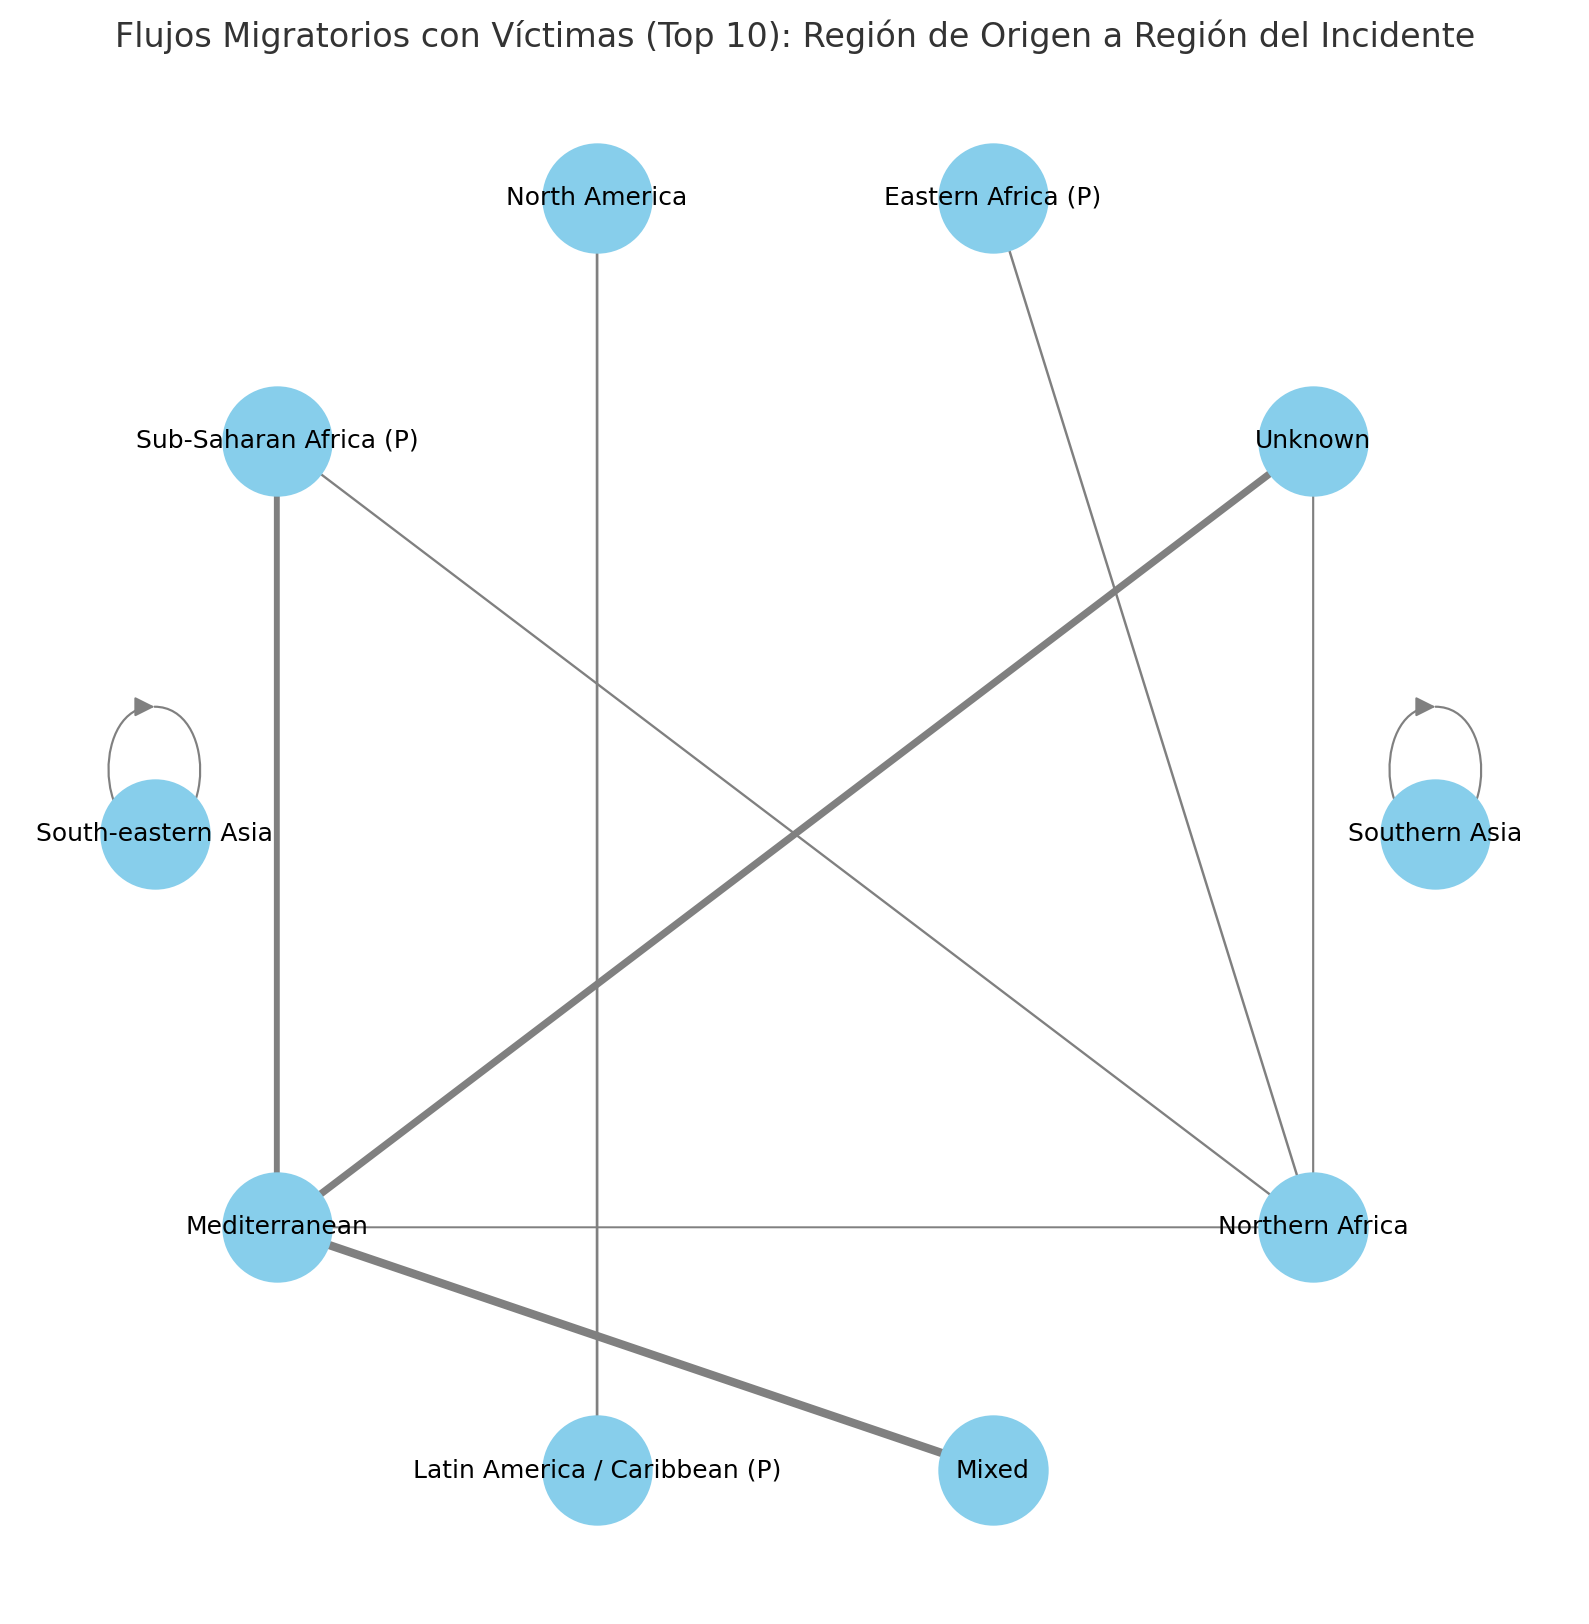 Flujos Migratorios con Víctimas (Top 10): Región de Origen a Región del Incidente
North America
Eastern Africa (P)
Sub-Saharan Africa (P)
Unknown
South-eastern Asia
Southern Asia
Mediterranean
Northern Africa
Latin America / Caribbean (P)
Mixed